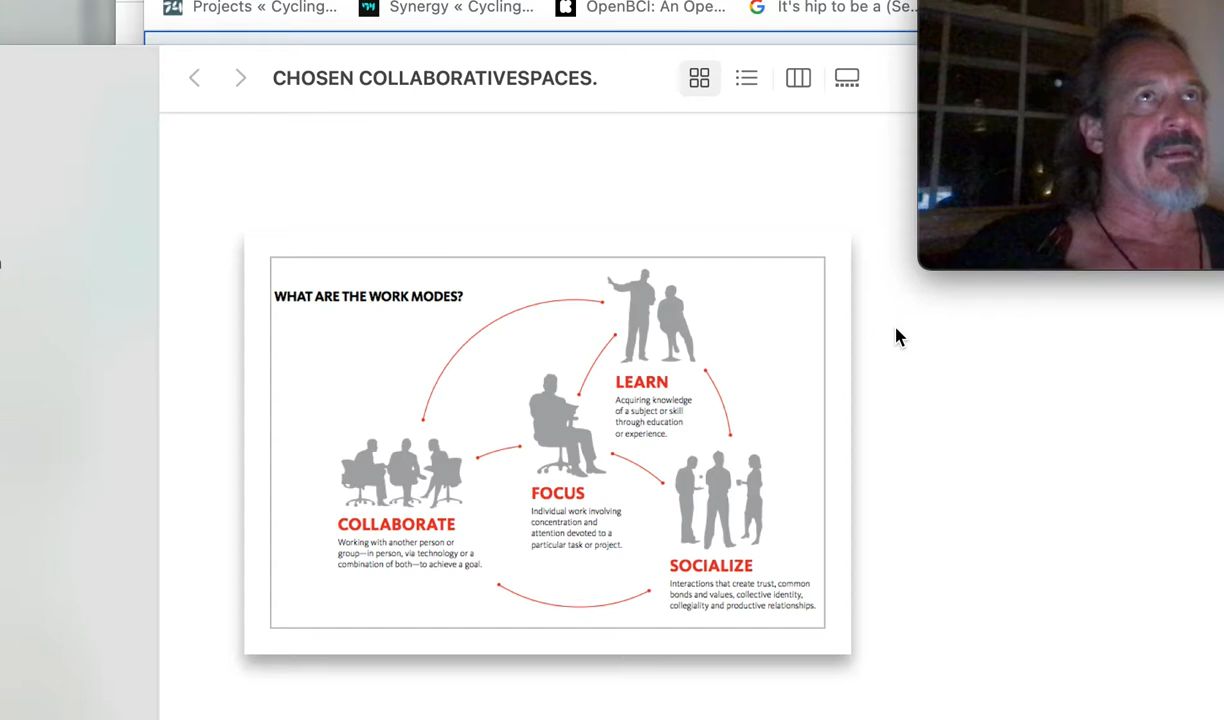 Projects « Cycling... Synergy « Cycling... OpenBCI: An Ope... It's hip to be a (Se...
CHOSEN COLLABORATIVESPACES.
WHAT ARE THE WORK MODES?
LEARN
Acquiring knowledge
of a subject or skill
through education
or experience.
FOCUS
Individual work involving
concentration and
attention devoted to a
particular task or project.
COLLABORATE
Working with another person or
group—in person, via technology or a
combination of both—to achieve a goal.
SOCIALIZE
Interactions that create trust, common
bonds and values, collective identity,
collegiality and productive relationships.